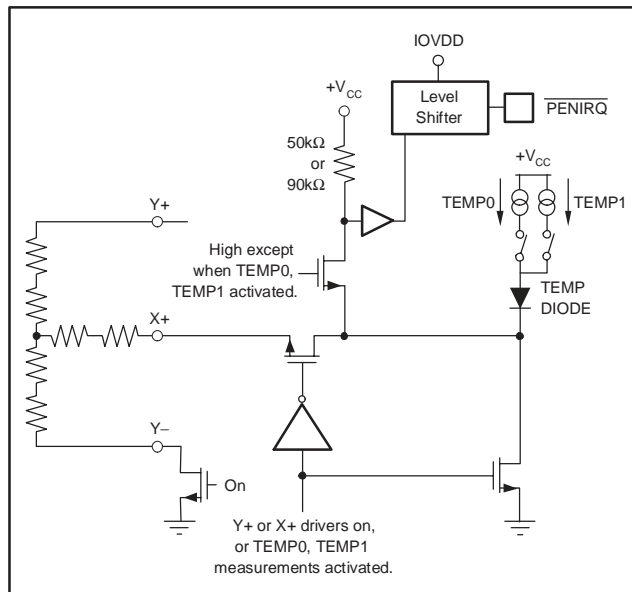 IOVDD
+VCC
Level
Shifter
PENIRQ
50kΩ
or
90kΩ
+VCC
TEMP0
TEMP1
Y+
High except
when TEMP0,
TEMP1 activated.
TEMP
DIODE
X+
Y–
On
Y+ or X+ drivers on,
or TEMP0, TEMP1
measurements activated.